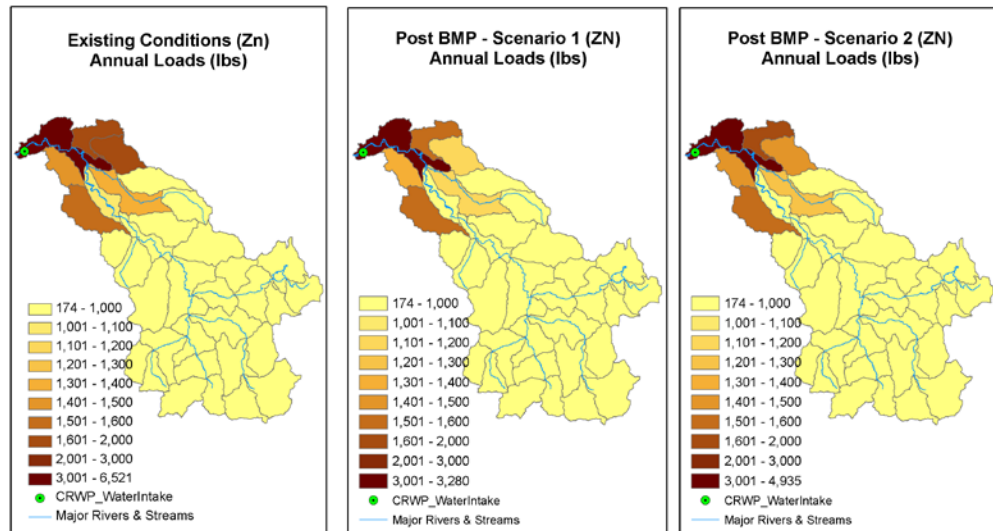 Existing Conditions (Zn)
Annual Loads (lbs)
174 - 1,000
1,001 - 1,100
1,101 - 1,200
1,201 - 1,300
1,301 - 1,400
1,401 - 1,500
1,501 - 1,600
1,601 - 2,000
2,001 - 3,000
3,001 - 6,521
CRWP_WaterIntake
Major Rivers & Streams
Post BMP - Scenario 1 (ZN)
Annual Loads (lbs)
174 - 1,000
1,001 - 1,100
1,101 - 1,200
1,201 - 1,300
1,301 - 1,400
1,401 - 1,500
1,501 - 1,600
1,601 - 2,000
2,001 - 3,000
3,001 - 3,280
CRWP_WaterIntake
Major Rivers & Streams
Post BMP - Scenario 2 (ZN)
Annual Loads (lbs)
174 - 1,000
1,001 - 1,100
1,101 - 1,200
1,201 - 1,300
1,301 - 1,400
1,401 - 1,500
1,501 - 1,600
1,601 - 2,000
2,001 - 3,000
3,001 - 4,935
CRWP_WaterIntake
Major Rivers & Streams